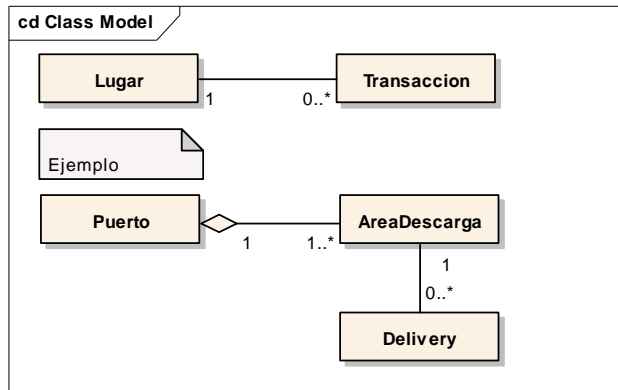 cd Class Model
Lugar
Transaccion
1
0..*
Ejemplo
Puerto
AreaDescarga
1
1..*
1
0..*
Delivery